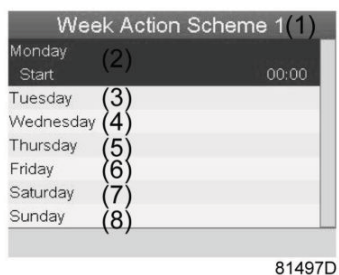 Week Action Scheme 1(1)
Monday (2)
Start 00:00
Tuesday (3)
Wednesday (4)
Thursday (5)
Friday (6)
Saturday (7)
Sunday (8)
81497D